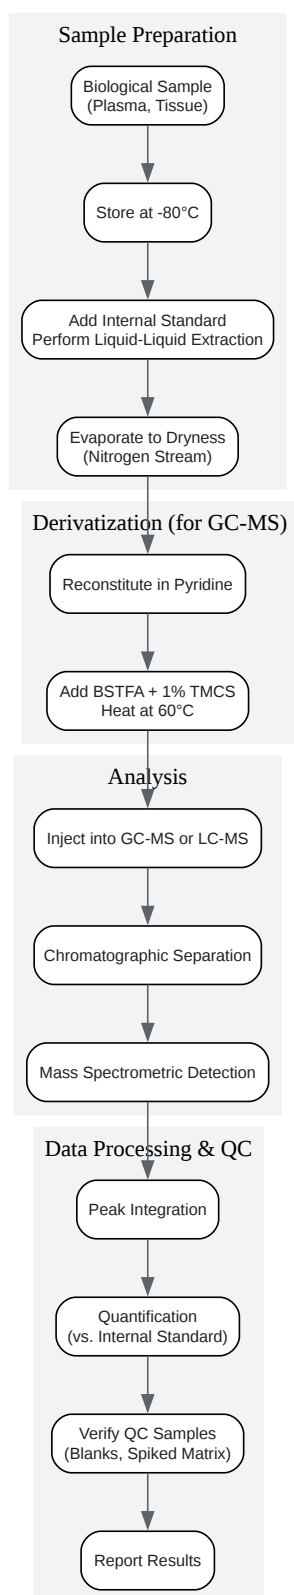 Sample Preparation
Biological Sample
(Plasma, Tissue)
Store at -80°C
Add Internal Standard
Perform Liquid-Liquid Extraction
Evaporate to Dryness
(Nitrogen Stream)
Derivatization (for GC-MS)
Reconstitute in Pyridine
Add BSTFA + 1% TMCS
Heat at 60°C
Analysis
Inject into GC-MS or LC-MS
Chromatographic Separation
Mass Spectrometric Detection
Data Processing & QC
Peak Integration
Quantification
(vs. Internal Standard)
Verify QC Samples
(Blanks, Spiked Matrix)
Report Results